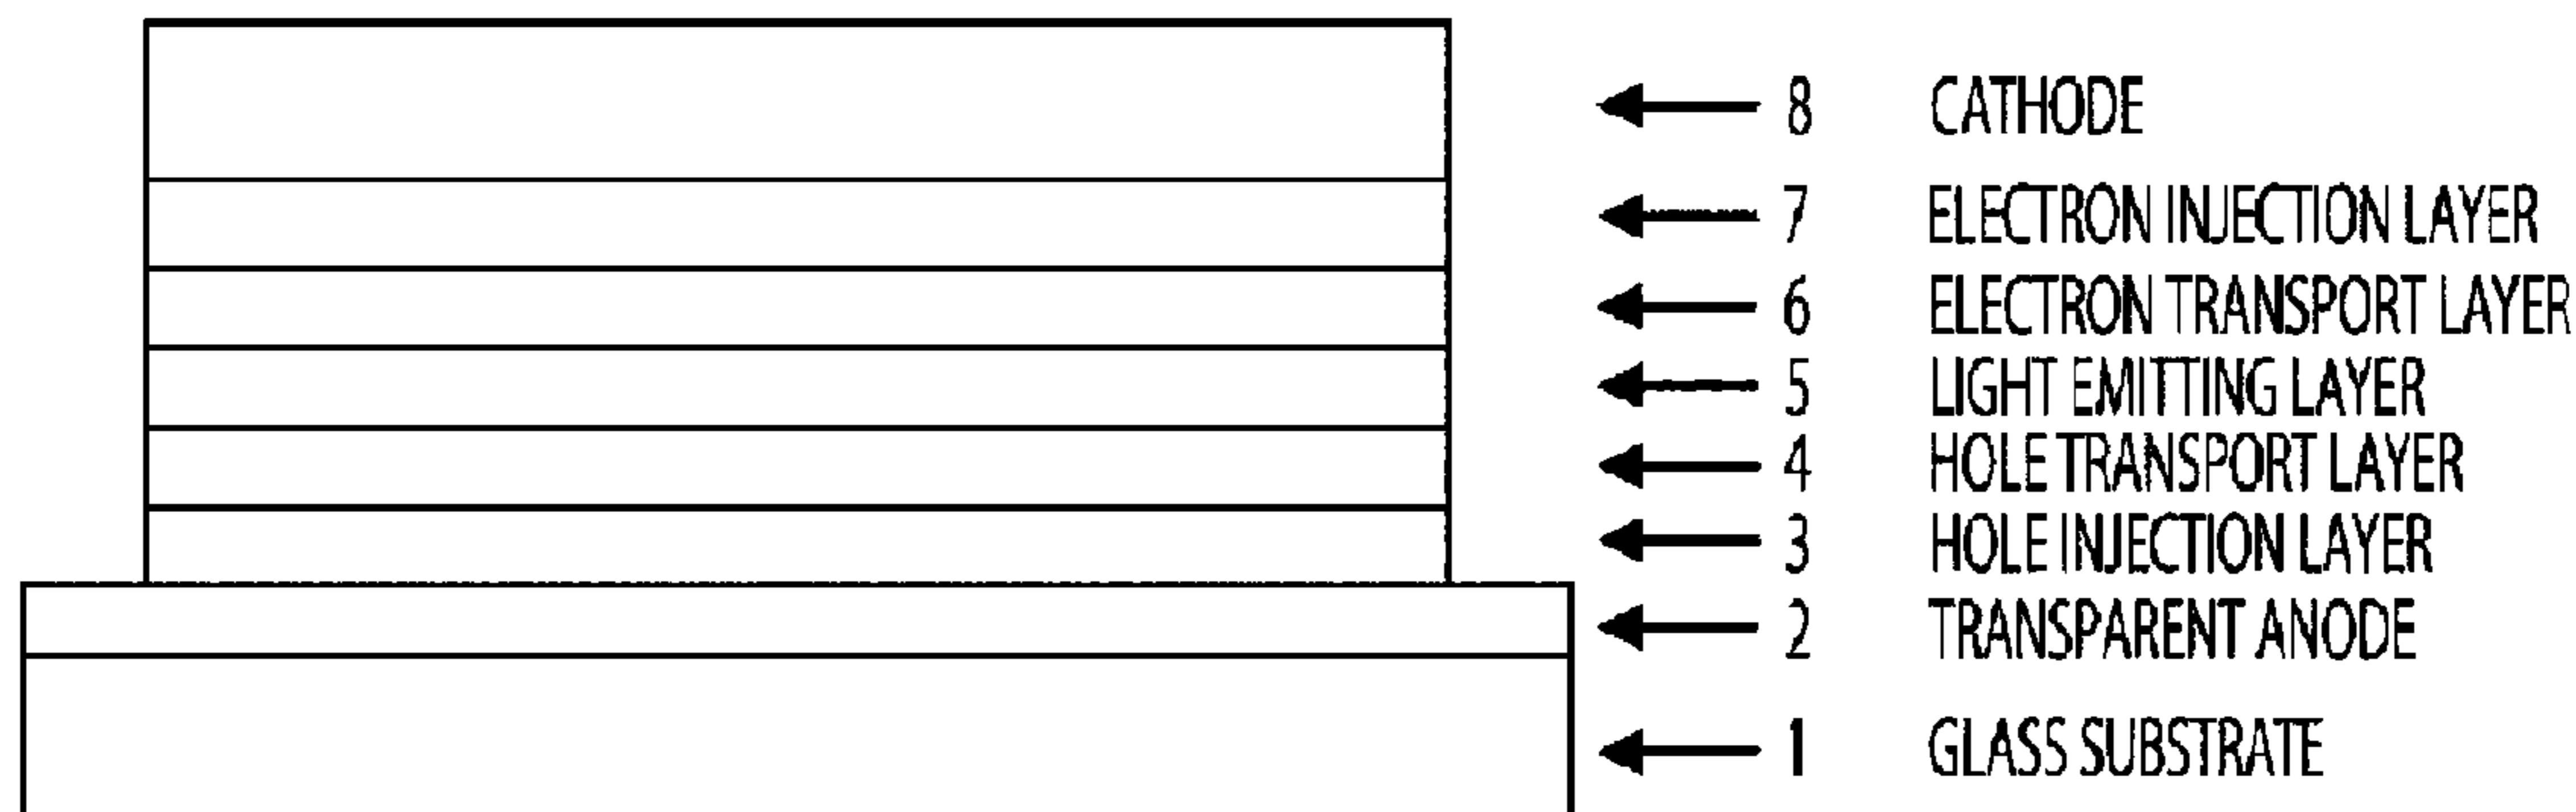 8 CATHODE
7 ELECTRON INJECTION LAYER
6 ELECTRON TRANSPORT LAYER
5 LIGHT EMITTING LAYER
4 HOLE TRANSPORT LAYER
3 HOLE INJECTION LAYER
2 TRANSPARENT ANODE
1 GLASS SUBSTRATE